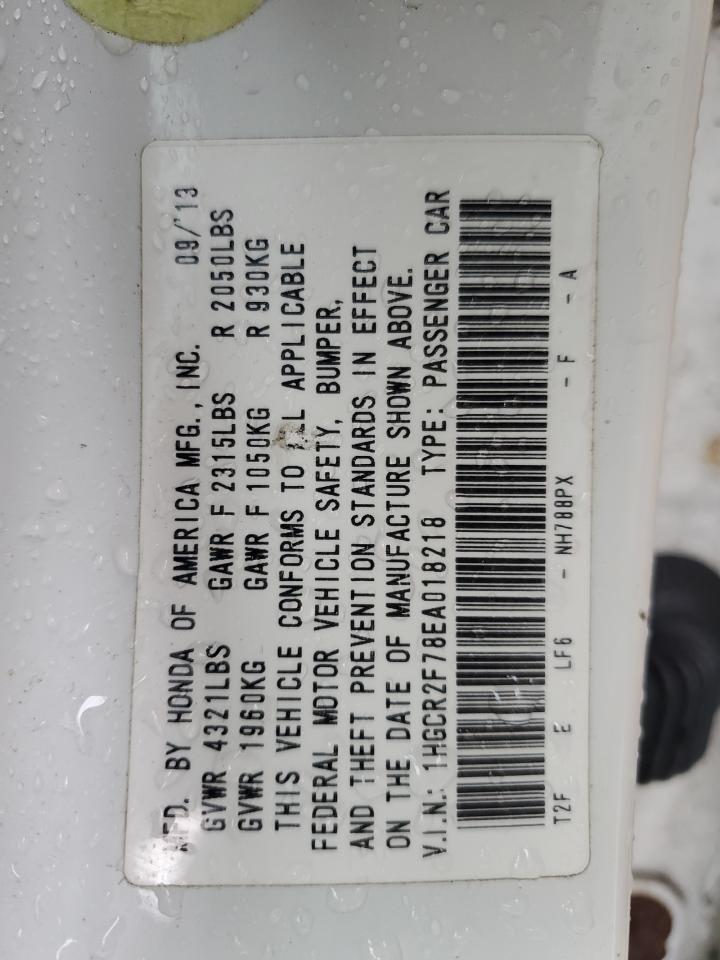 MFD. BY HONDA OF AMERICA MFG., INC. 09/'13
GVWR 4321LBS GAWR F 2315LBS R 2050LBS
GVWR 1960KG GAWR F 1050KG R 930KG
THIS VEHICLE CONFORMS TO ALL APPLICABLE
FEDERAL MOTOR VEHICLE SAFETY, BUMPER,
AND THEFT PREVENTION STANDARDS IN EFFECT
ON THE DATE OF MANUFACTURE SHOWN ABOVE.
V.I.N.: 1HGCR2F78EA018218 TYPE: PASSENGER CAR
T2F E LF6 - NH788PX - F - A